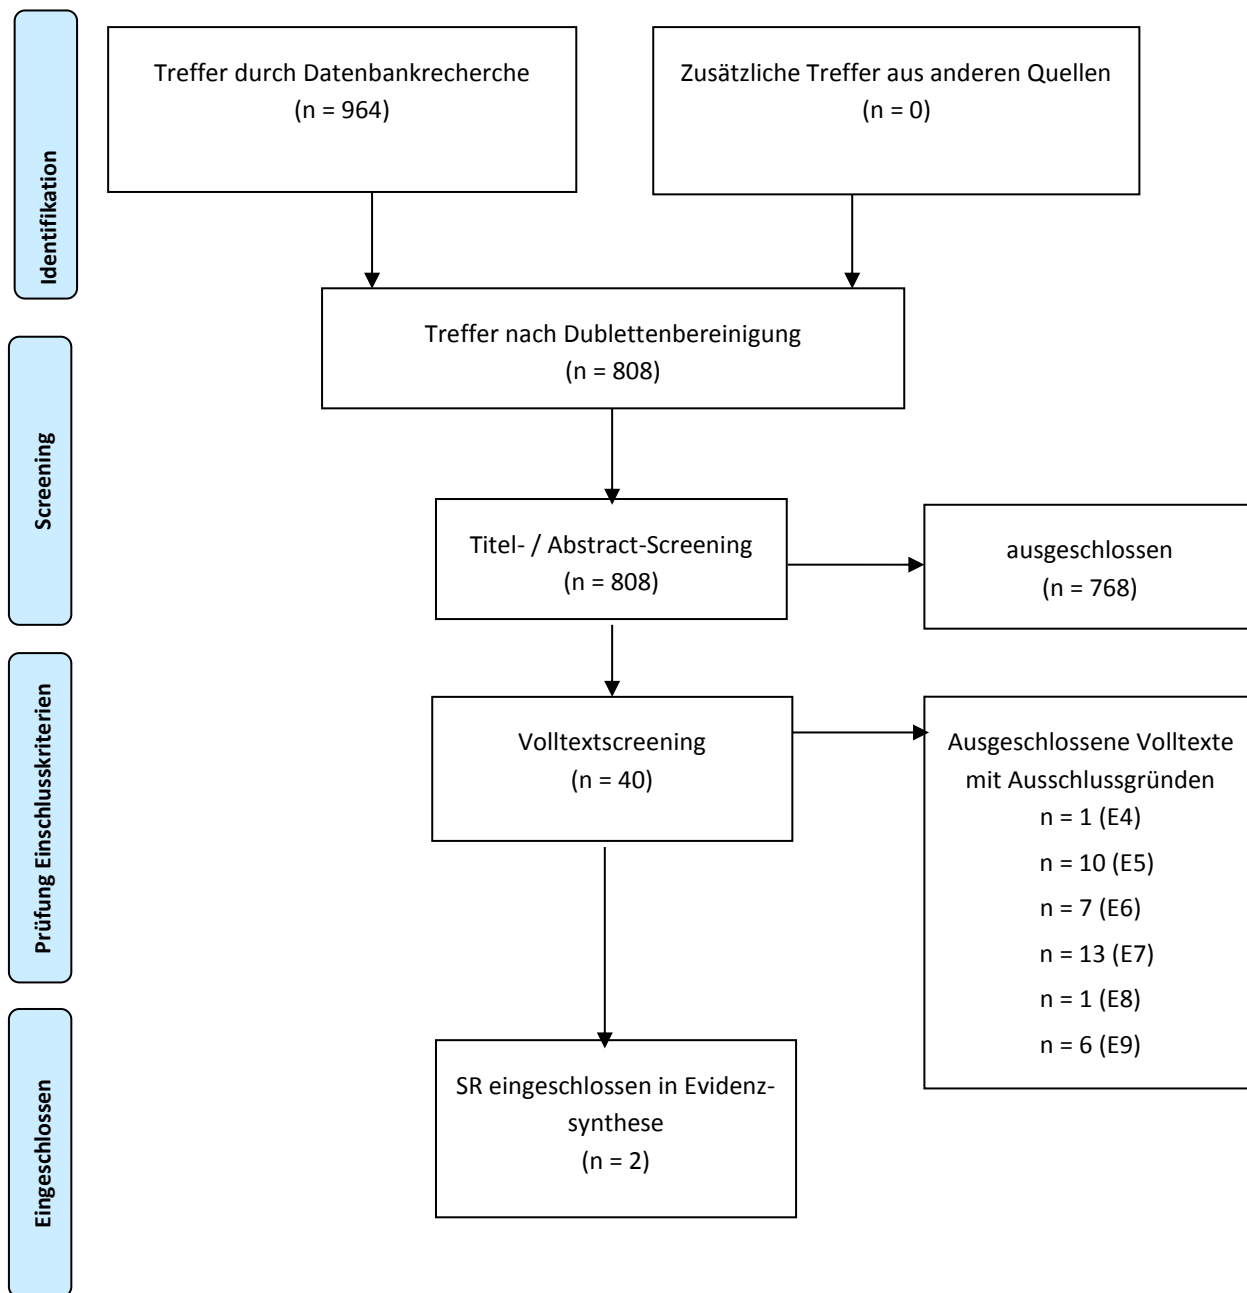 Identifikation
Treffer durch Datenbankrecherche
(n = 964)
Zusätzliche Treffer aus anderen Quellen
(n = 0)
Treffer nach Dublettenbereinigung
(n = 808)
Screening
Titel- / Abstract-Screening
(n = 808)
ausgeschlossen
(n = 768)
Prüfung Einschlusskriterien
Volltextscreening
(n = 40)
Ausgeschlossene Volltexte
mit Ausschlussgründen
n = 1 (E4)
n = 10 (E5)
n = 7 (E6)
n = 13 (E7)
n = 1 (E8)
n = 6 (E9)
Eingeschlossen
SR eingeschlossen in Evidenz-
synthese
(n = 2)